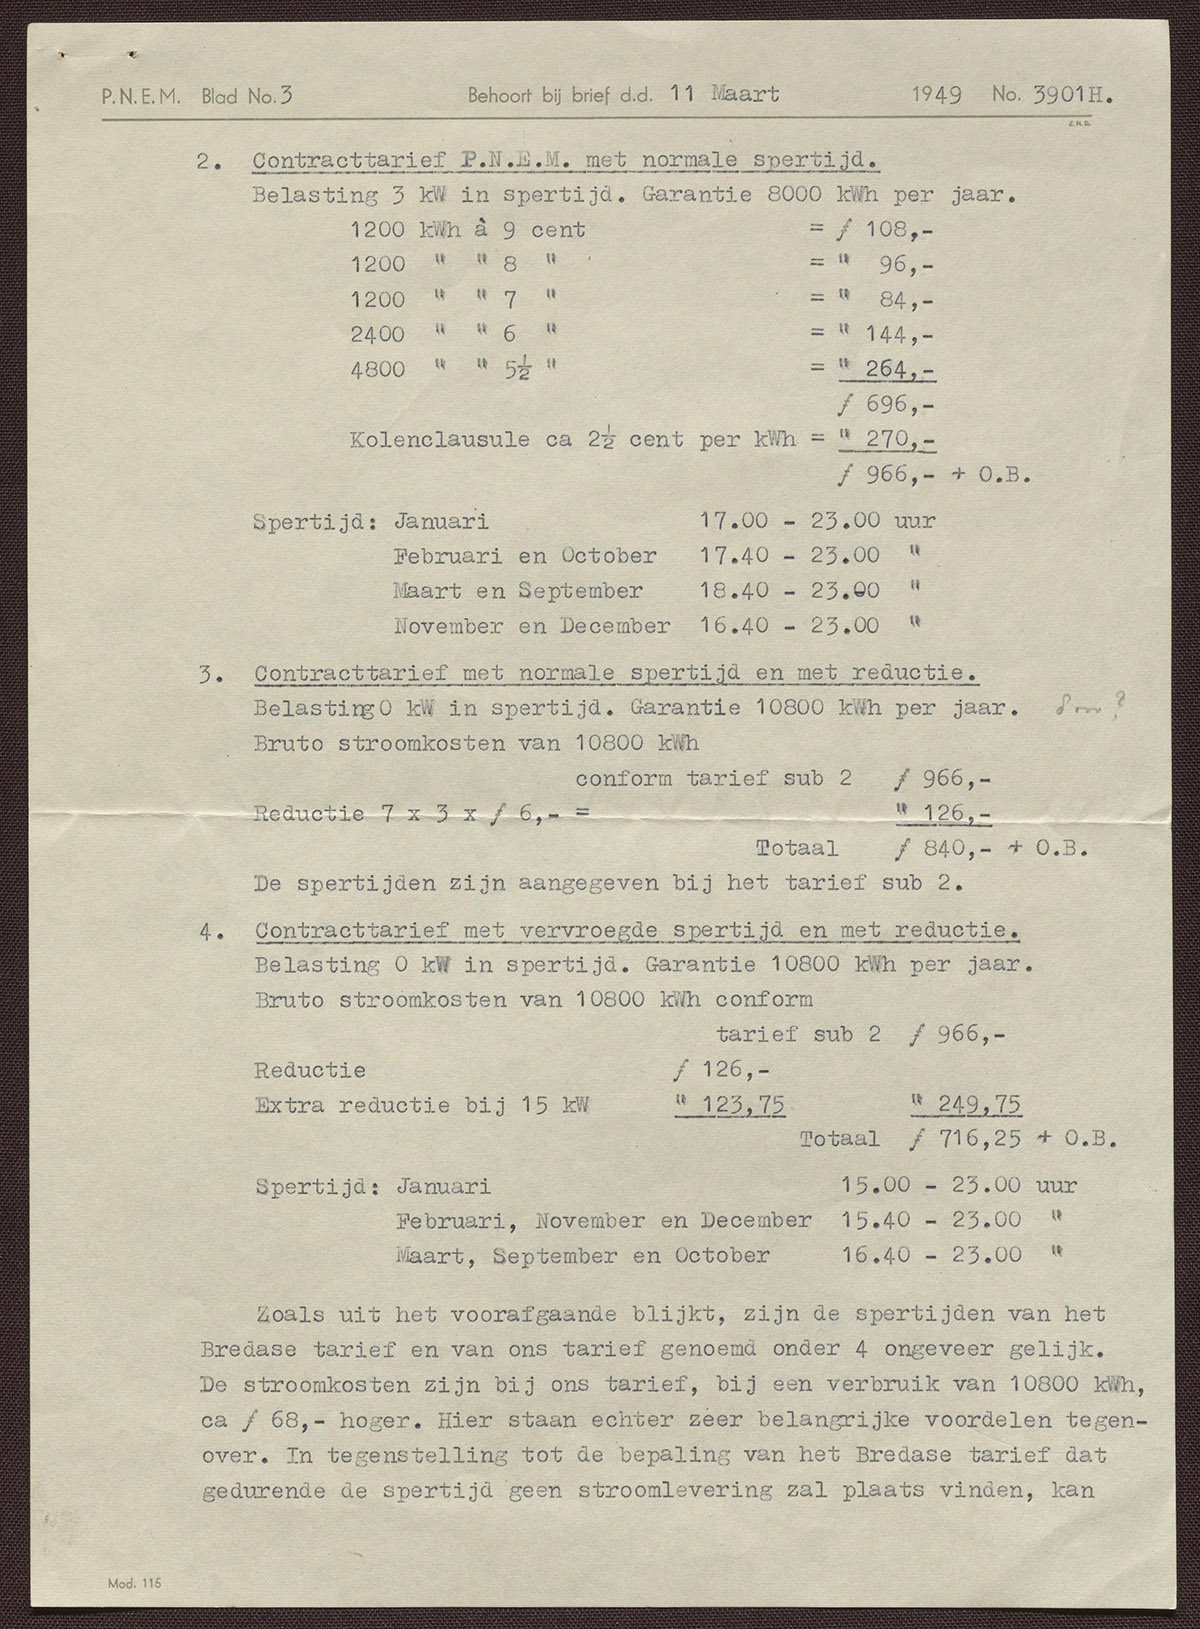 P.N.E.M. Blad No. 3 Behoort bij brief d.d. 11 Maart 1949 No. 3901H.
Z.H.B.
2. Contracttarief P.N.E.M. met normale spertijd.
Belasting 3 kW in spertijd. Garantie 8000 kWh per jaar.
1200 kWh à 9 cent = ƒ 108,-
1200 " " 8 " = " 96,-
1200 " " 7 " = " 84,-
2400 " " 6 " = " 144,-
4800 " " 5½ " = " 264,-
ƒ 696,-
Kolenclausule ca 2½ cent per kWh = " 270,-
ƒ 966,- + O.B.
Spertijd: Januari 17.00 - 23.00 uur
Februari en October 17.40 - 23.00 "
Maart en September 18.40 - 23.00 "
November en December 16.40 - 23.00 "
3. Contracttarief met normale spertijd en met reductie.
Belasting 0 kW in spertijd. Garantie 10800 kWh per jaar.
Bruto stroomkosten van 10800 kWh
conform tarief sub 2 ƒ 966,-
Reductie 7 x 3 x ƒ 6,- = " 126,-
Totaal ƒ 840,- + O.B.
De spertijden zijn aangegeven bij het tarief sub 2.
4. Contracttarief met vervroegde spertijd en met reductie.
Belasting 0 kW in spertijd. Garantie 10800 kWh per jaar.
Bruto stroomkosten van 10800 kWh conform
tarief sub 2 ƒ 966,-
Reductie ƒ 126,-
Extra reductie bij 15 kW " 123,75 " 249,75
Totaal ƒ 716,25 + O.B.
Spertijd: Januari 15.00 - 23.00 uur
Februari, November en December 15.40 - 23.00 "
Maart, September en October 16.40 - 23.00 "
Zoals uit het voorafgaande blijkt, zijn de spertijden van het
Bredase tarief en van ons tarief genoemd onder 4 ongeveer gelijk.
De stroomkosten zijn bij ons tarief, bij een verbruik van 10800 kWh,
ca ƒ 68,- hoger. Hier staan echter zeer belangrijke voordelen tegen-
over. In tegenstelling tot de bepaling van het Bredase tarief dat
gedurende de spertijd geen stroomlevering zal plaats vinden, kan
Mod. 115